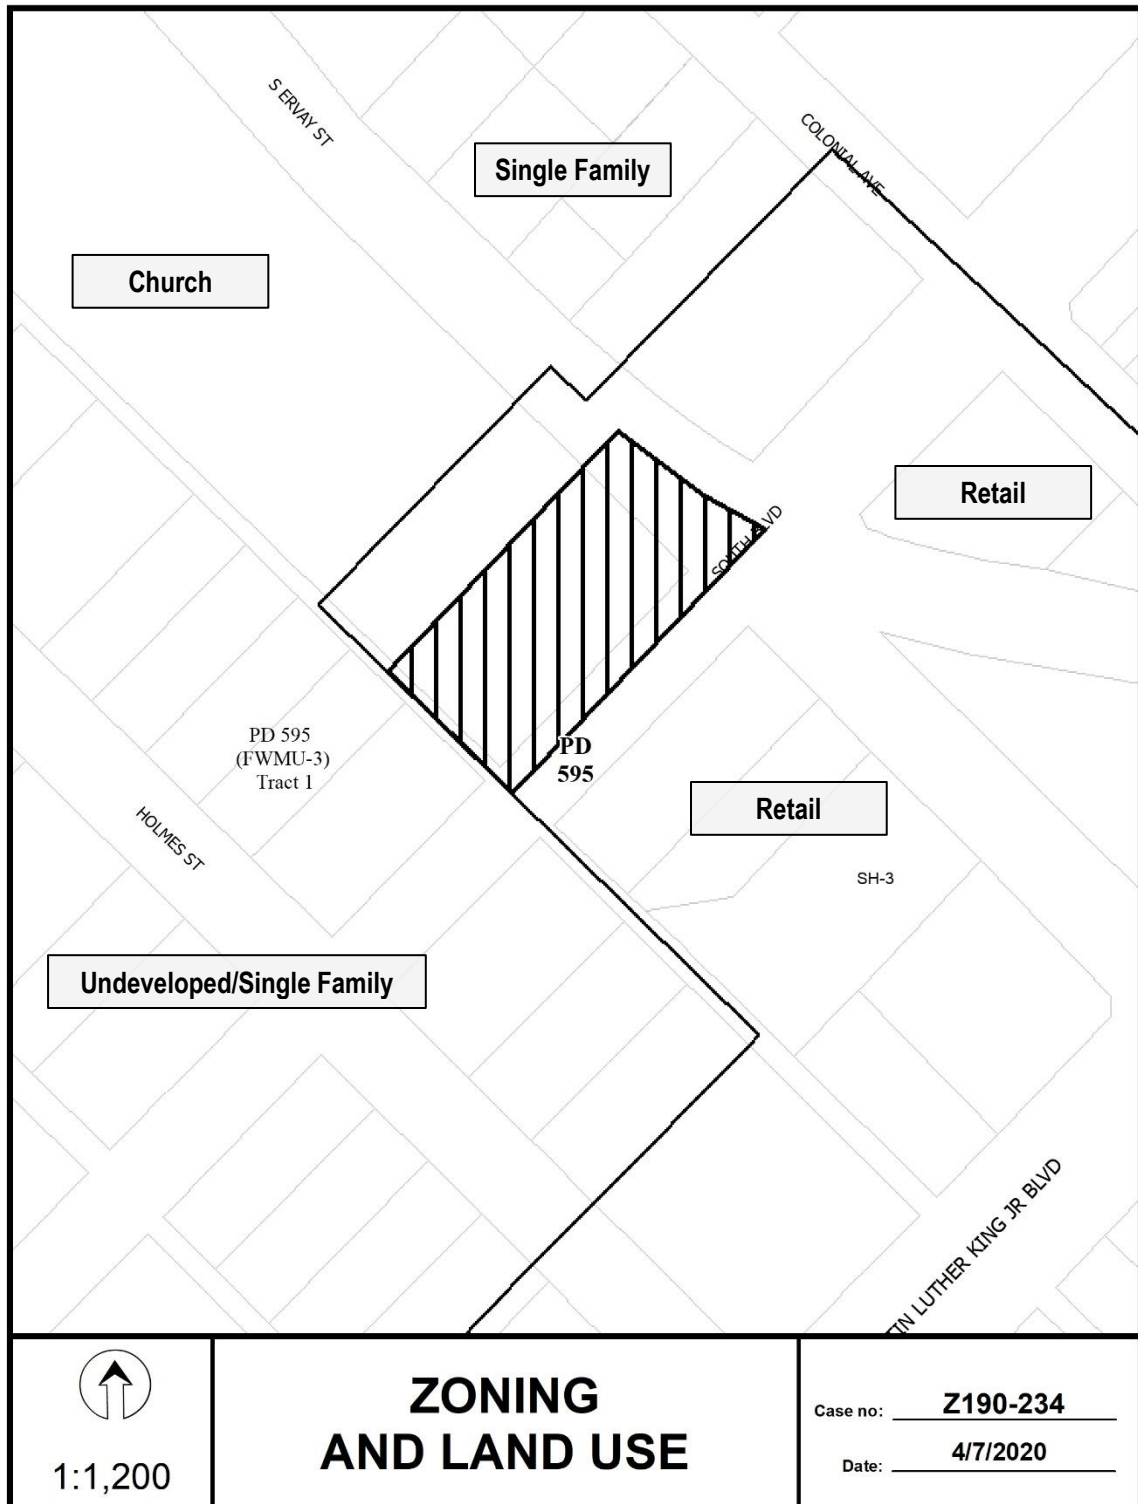 S ERVAY ST
COLONIAL AVE
Single Family
Church
Retail
SOUTH BLVD
PD 595
(FWMU-3)
Tract 1
PD
595
Retail
HOLMES ST
SH-3
Undeveloped/Single Family
TIN LUTHER KING JR BLVD
1:1,200
ZONING
AND LAND USE
Case no: Z190-234
Date: 4/7/2020